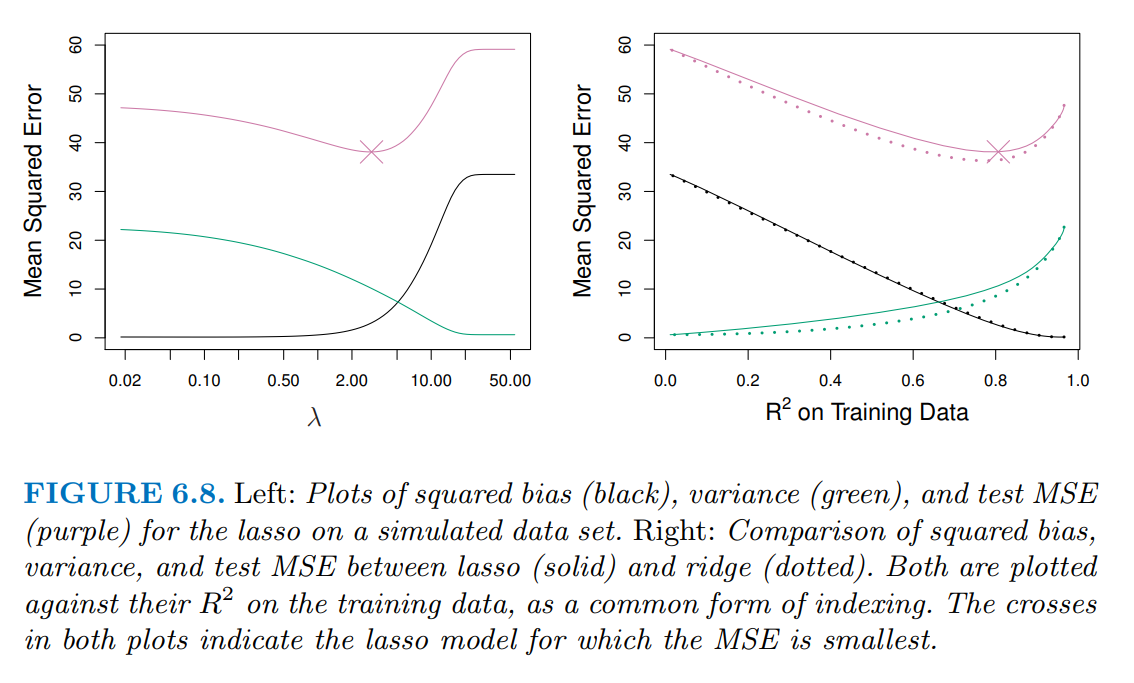 Mean Squared Error
0 10 20 30 40 50 60
0.02 0.10 0.50 2.00 10.00 50.00
λ
Mean Squared Error
0 10 20 30 40 50 60
0.0 0.2 0.4 0.6 0.8 1.0
R² on Training Data
FIGURE 6.8. Left: Plots of squared bias (black), variance (green), and test MSE
(purple) for the lasso on a simulated data set. Right: Comparison of squared bias,
variance, and test MSE between lasso (solid) and ridge (dotted). Both are plotted
against their R² on the training data, as a common form of indexing. The crosses
in both plots indicate the lasso model for which the MSE is smallest.